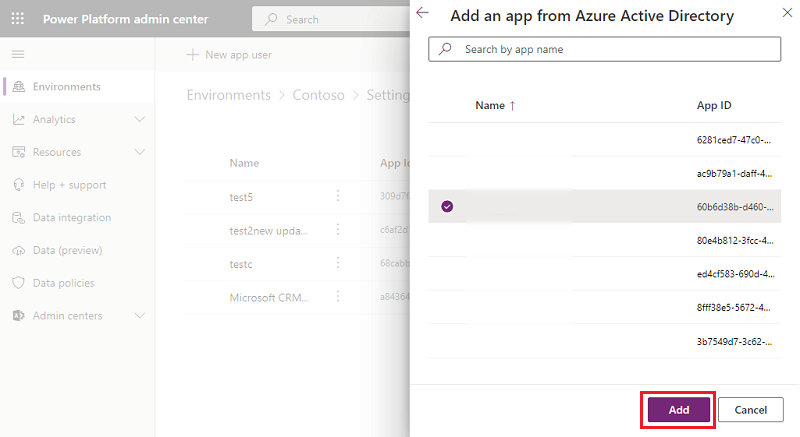 Power Platform admin center
Search
Environments
Analytics
Resources
Help + support
Data integration
Data (preview)
Data policies
Admin centers
+ New app user
Environments > Contoso > Setting
Name App Id
test5 309d7f
test2new upda... c6af2d1
testc 68cabb
Microsoft CRM... a84364
Add an app from Azure Active Directory
Search by app name
Name ↑ App ID
6281ced7-47c0-...
ac9b79a1-daff-4...
60b6d38b-d460-...
80e4b812-3fcc-4...
ed4cf583-690d-4...
8fff38e5-5672-4...
3b7549d7-3c62-...
Add Cancel